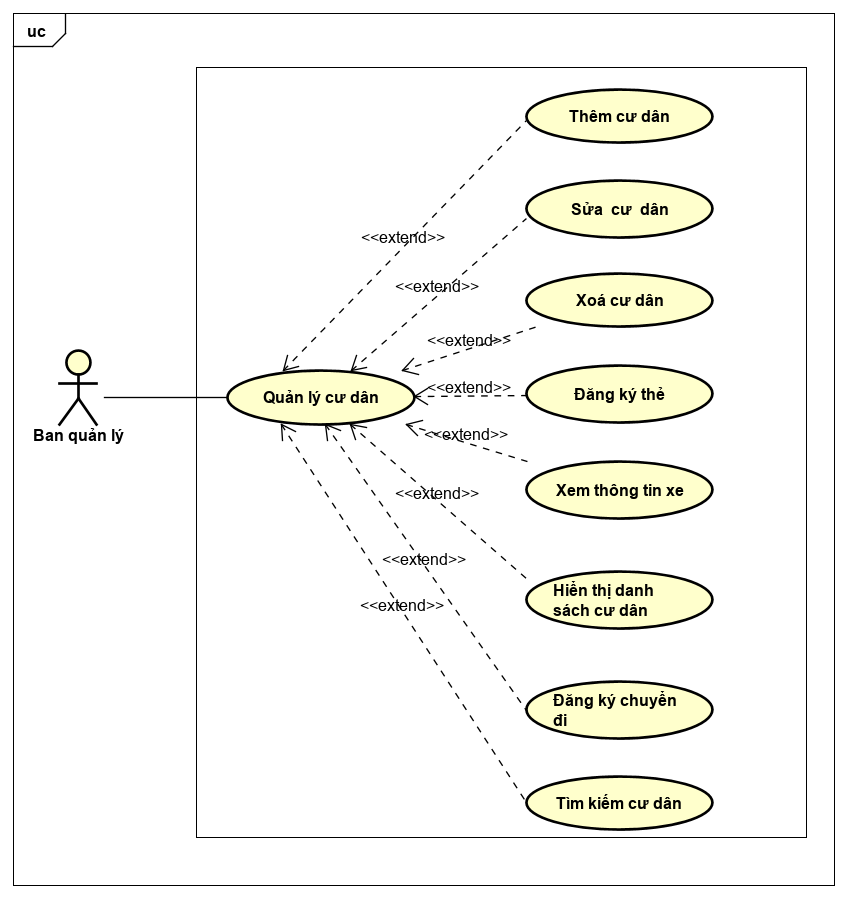 uc
Thêm cư dân
Sửa  cư  dân
<<extend>>
<<extend>>
Xoá cư dân
<<extend>>
Đăng ký thẻ
<<extend>>
Quản lý cư dân
Ban quản lý
<<extend>>
Xem thông tin xe
<<extend>>
<<extend>>
Hiển thị danh
sách cư dân
<<extend>>
Đăng ký chuyển
đi
Tìm kiếm cư dân